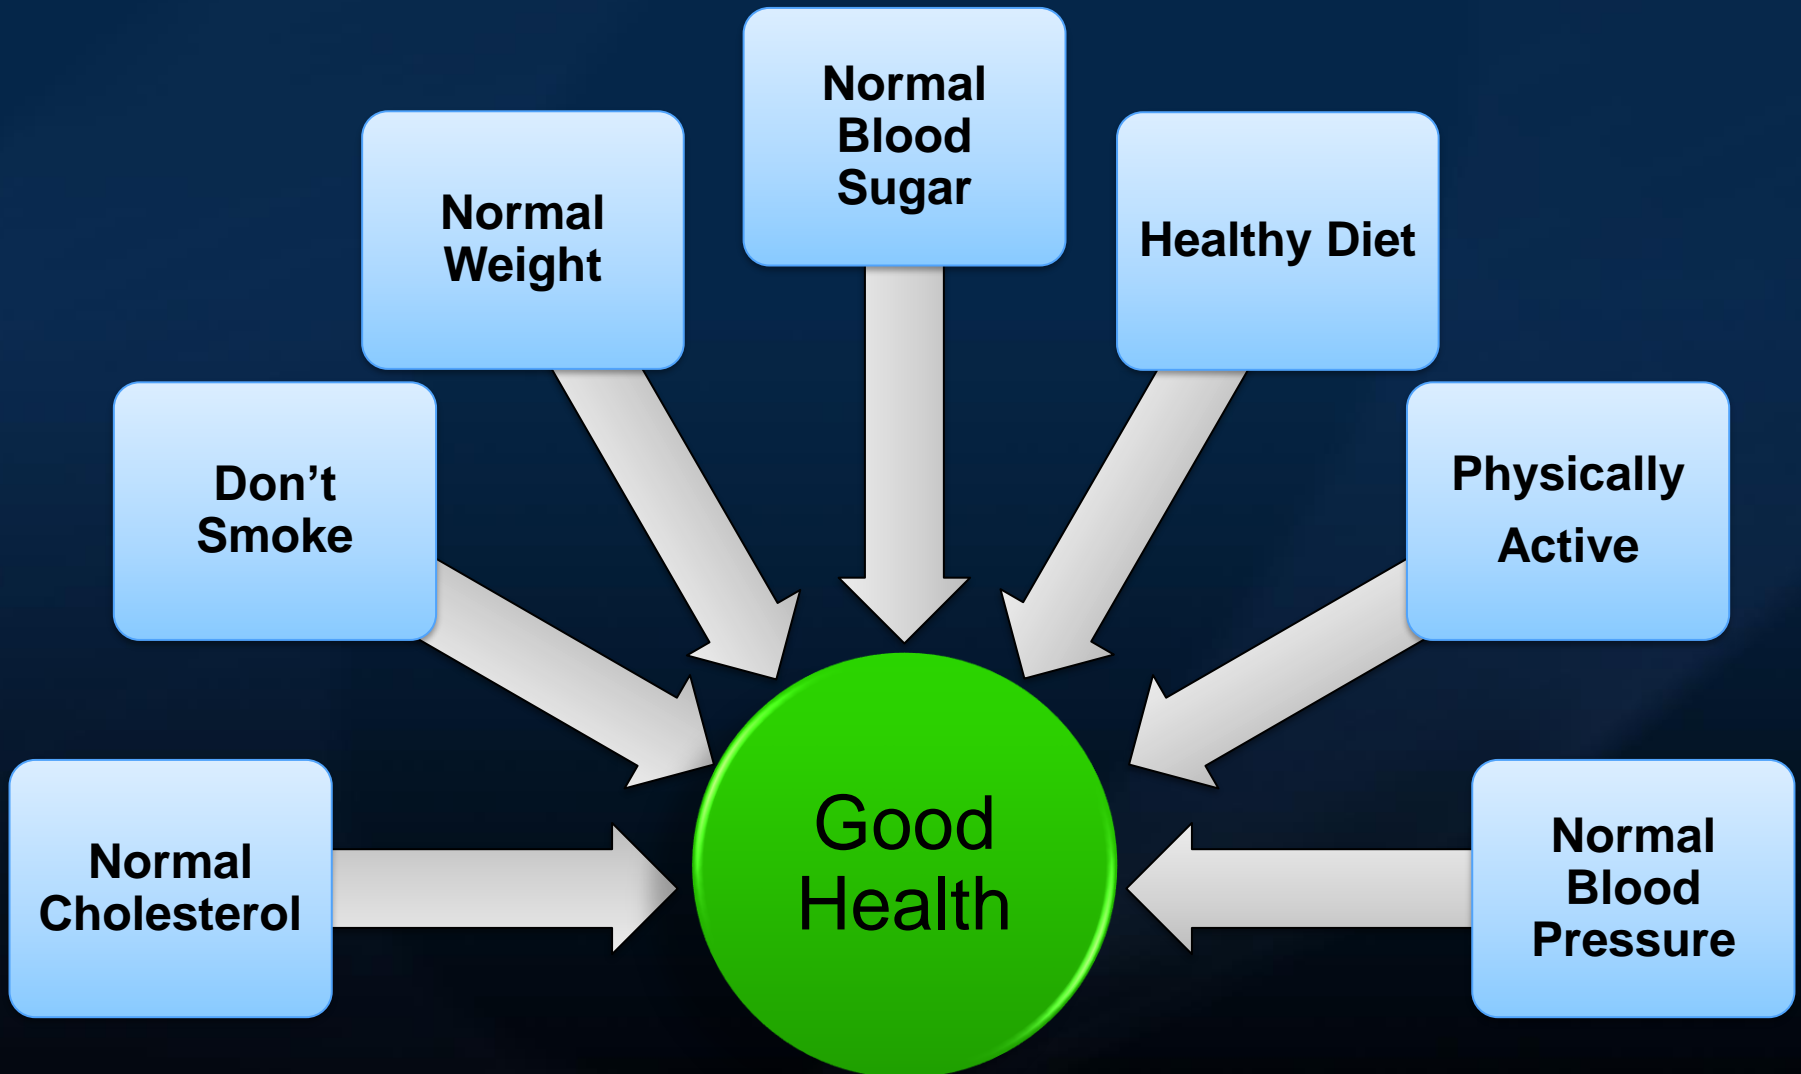 Normal
Blood
Sugar
Normal
Weight
Healthy Diet
Don’t
Smoke
Physically
Active
Normal
Cholesterol
Good
Health
Normal
Blood
Pressure